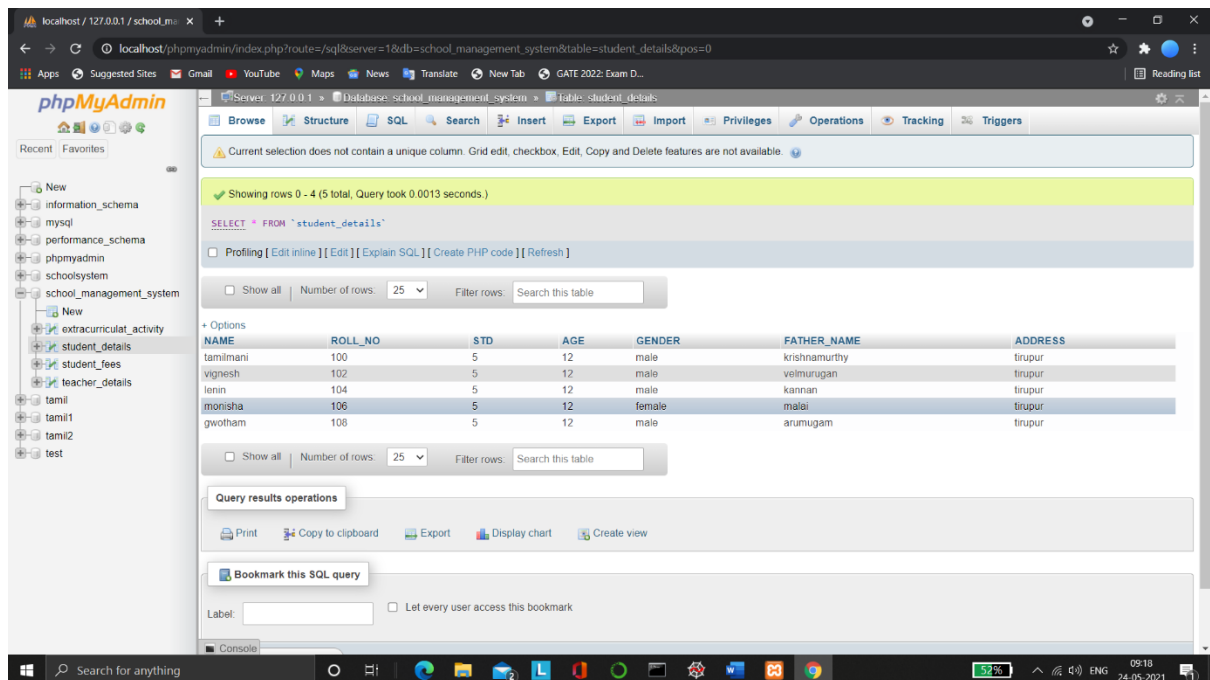 localhost / 127.0.0.1 / school_ma
localhost/phpmyadmin/index.php?route=/sql&server=1&db=school_management_system&table=student_details&pos=0
Apps Suggested Sites Gmail YouTube Maps News Translate New Tab GATE 2022: Exam D... Reading list
phpMyAdmin
Recent Favorites
New
information_schema
mysql
performance_schema
phpmyadmin
schoolsystem
school_management_system
New
extracurriculat_activity
student_details
student_fees
teacher_details
tamil
tamil1
tamil2
test
Server: 127.0.0.1 » Database: school_management_system » Table: student_details
Browse Structure SQL Search Insert Export Import Privileges Operations Tracking Triggers
Current selection does not contain a unique column. Grid edit, checkbox, Edit, Copy and Delete features are not available.
Showing rows 0 - 4 (5 total, Query took 0.0013 seconds.)
SELECT * FROM `student_details`
Profiling [ Edit inline ] [ Edit ] [ Explain SQL ] [ Create PHP code ] [ Refresh ]
Show all | Number of rows: 25 Filter rows: Search this table
+ Options
NAME ROLL_NO STD AGE GENDER FATHER_NAME ADDRESS
tamilmani 100 5 12 male krishnamurthy tirupur
vignesh 102 5 12 male velmurugan tirupur
lenin 104 5 12 male kannan tirupur
monisha 106 5 12 female malai tirupur
gwotham 108 5 12 male arumugam tirupur
Show all | Number of rows: 25 Filter rows: Search this table
Query results operations
Print Copy to clipboard Export Display chart Create view
Bookmark this SQL query
Label: Let every user access this bookmark
Console
Search for anything 52% ENG 09:18
24-05-2021